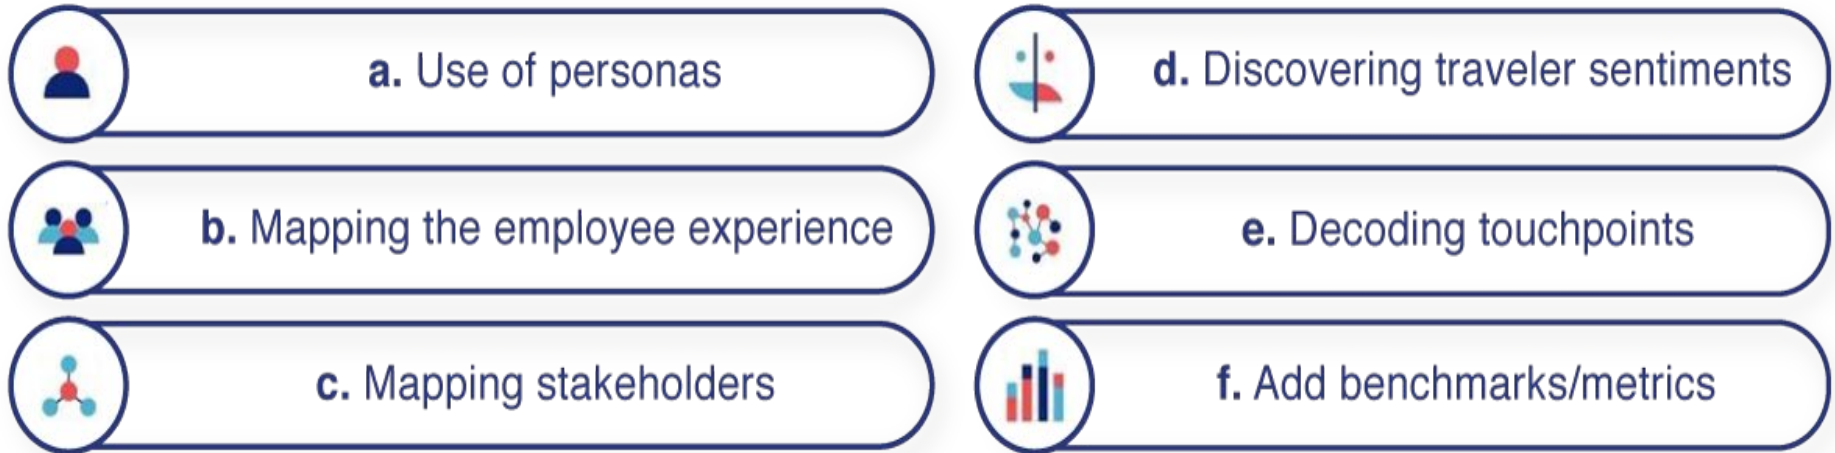 a. Use of personas
b. Mapping the employee experience
c. Mapping stakeholders
d. Discovering traveler sentiments
e. Decoding touchpoints
f. Add benchmarks/metrics